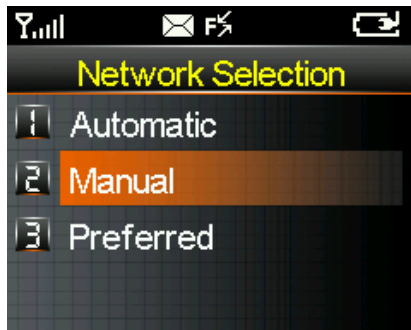 F
Network Selection
1 Automatic
2 Manual
3 Preferred